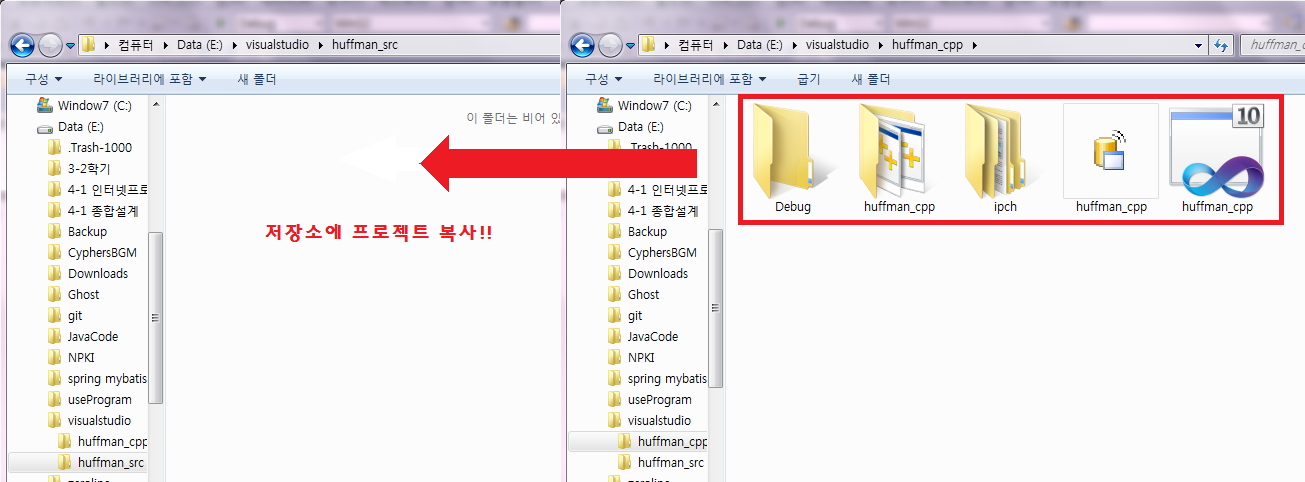 컴퓨터 ▸ Data (E:) ▸ visualstudio ▸ huffman_src
구성 라이브러리에 포함 새 폴더
Window7 (C:)
Data (E:)
.Trash-1000
3-2학기
4-1 인터넷프로
4-1 종합설계
Backup
CyphersBGM
Downloads
Ghost
git
JavaCode
NPKI
spring mybatis
useProgram
visualstudio
huffman_cpp
huffman_src
이 폴더는 비어 있
저장소에 프로젝트 복사!!
컴퓨터 ▸ Data (E:) ▸ visualstudio ▸ huffman_cpp ▸
huffman_c
구성 라이브러리에 포함 굽기 새 폴더
Window7 (C:)
Data (E:)
.Trash-1000
4-1 인터넷프로
4-1 종합설계
Backup
CyphersBGM
Downloads
Ghost
git
JavaCode
NPKI
spring mybatis
useProgram
visualstudio
huffman_cpp
huffman_src
10
Debug
huffman_cpp
ipch
huffman_cpp
huffman_cpp